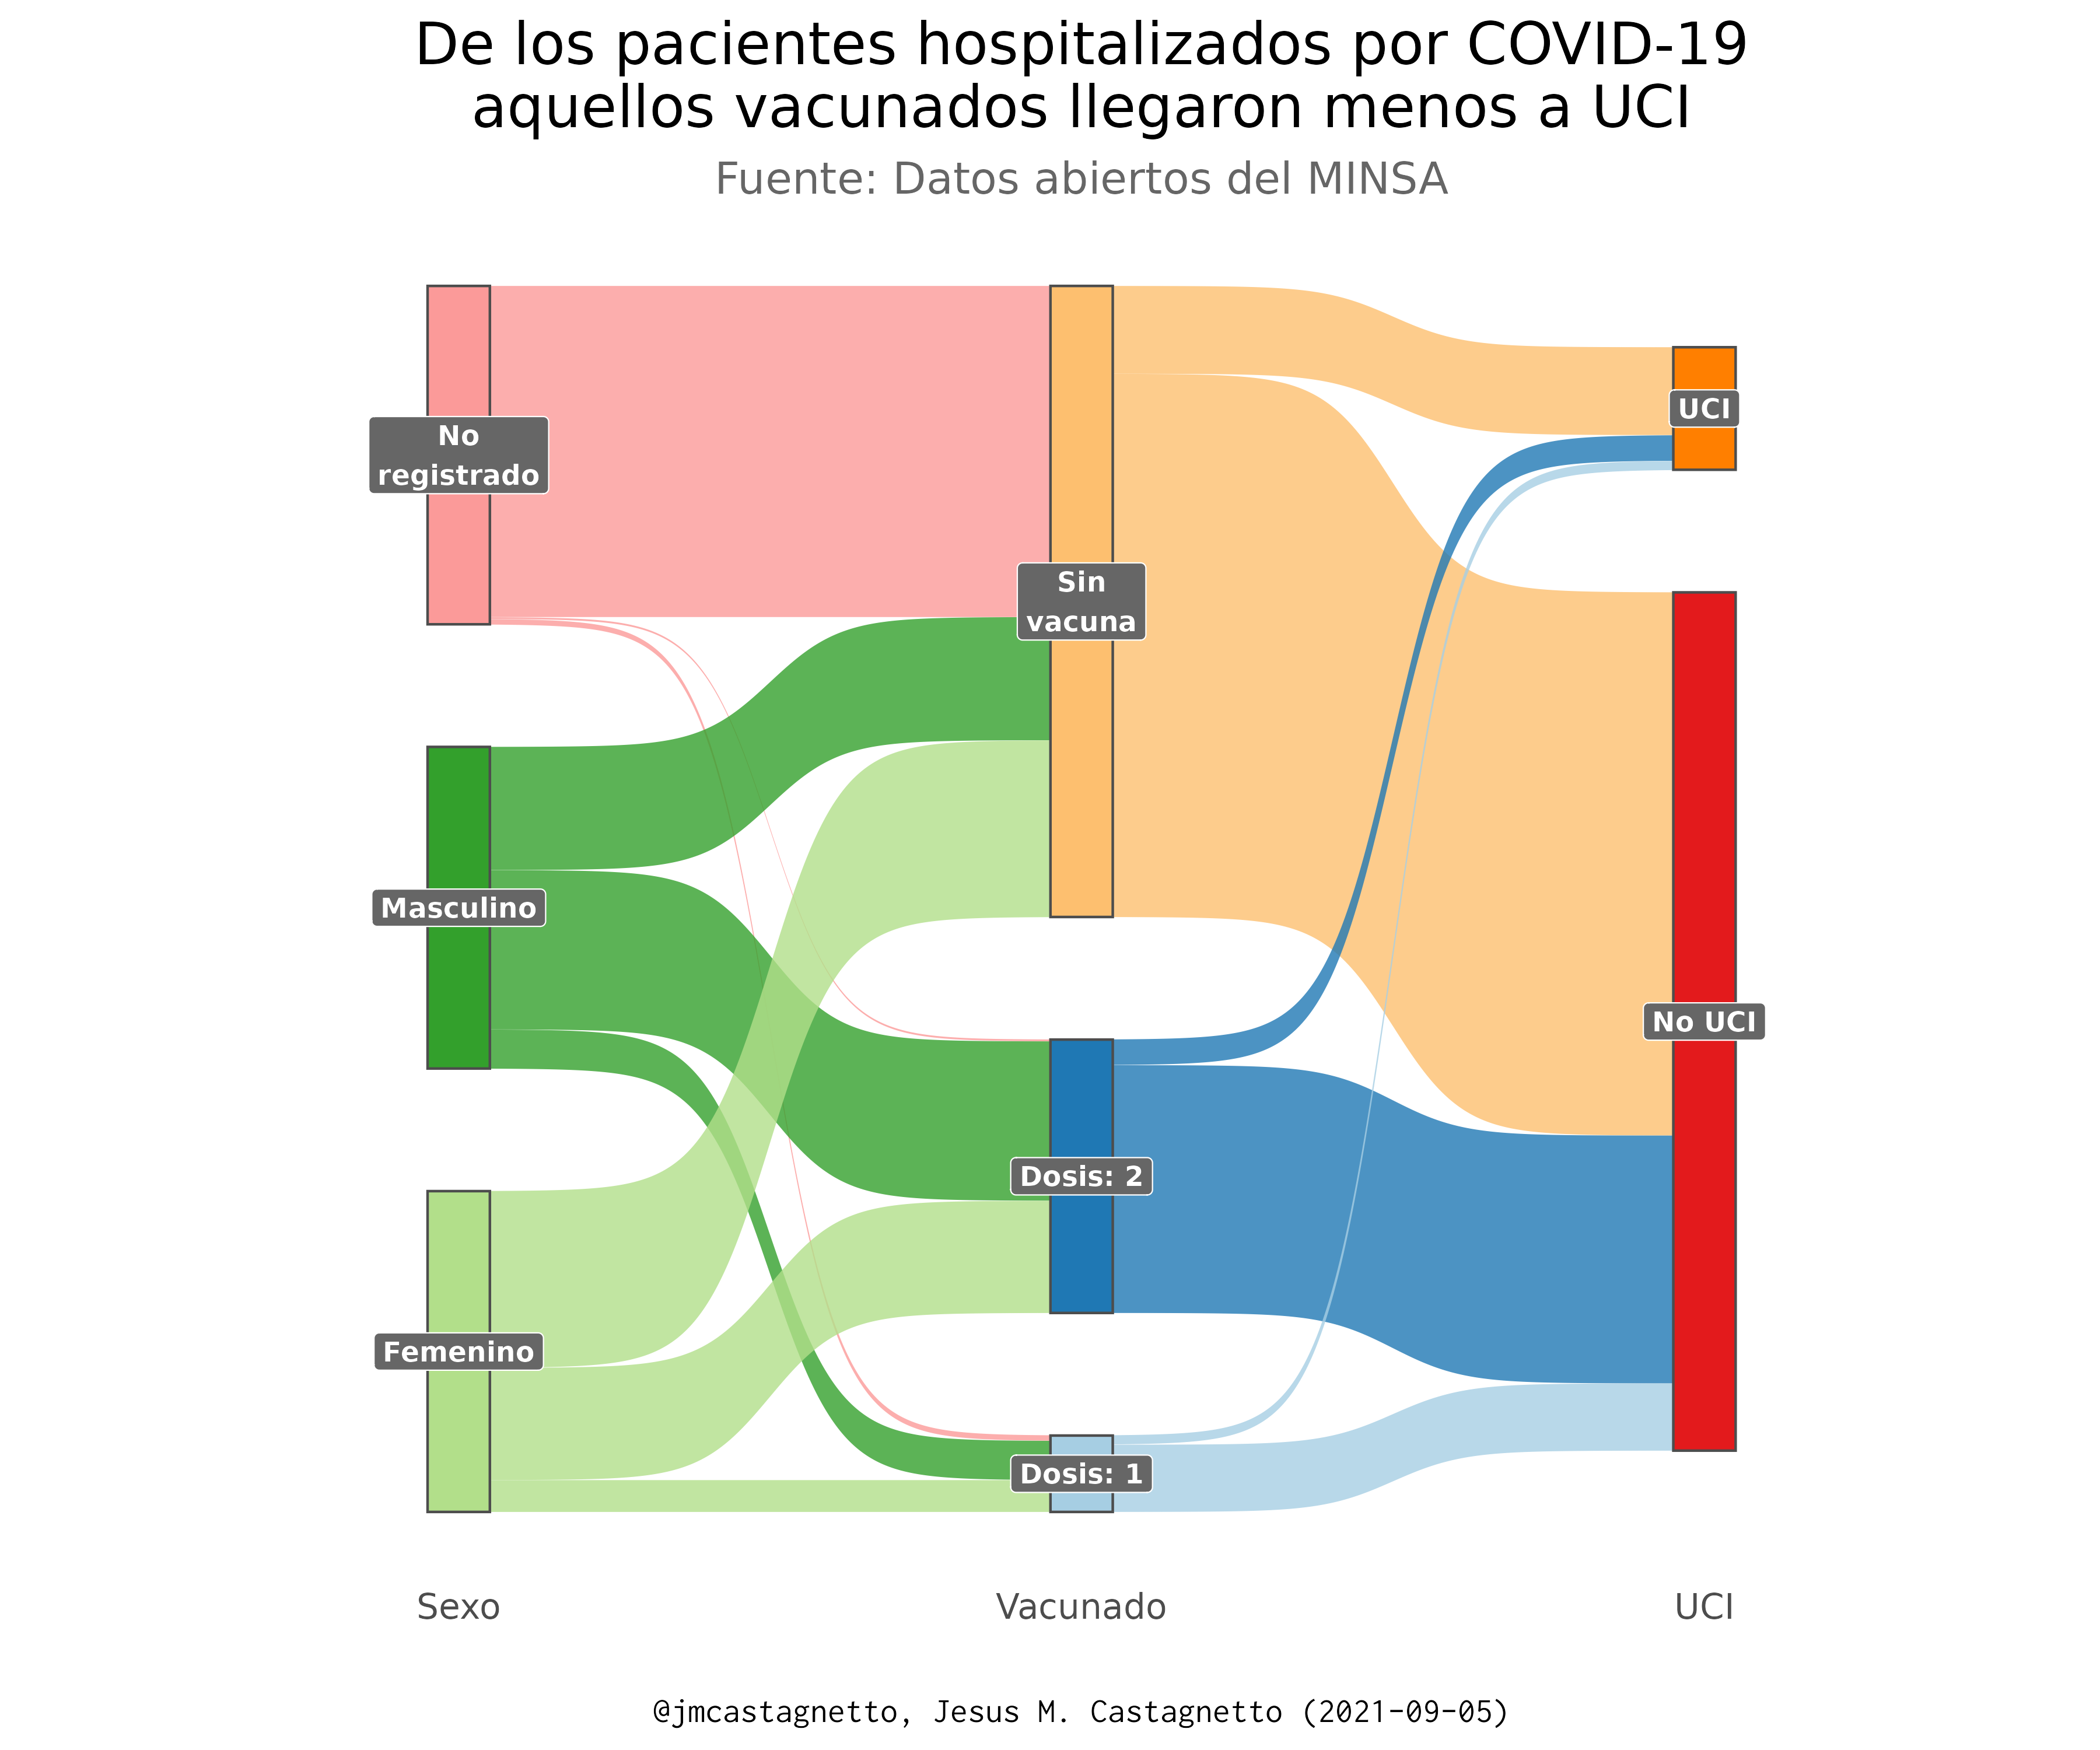 De los pacientes hospitalizados por COVID-19
aquellos vacunados llegaron menos a UCI
Fuente: Datos abiertos del MINSA
No
registrado
Masculino
Femenino
Sin
vacuna
Dosis: 2
Dosis: 1
UCI
No UCI
Sexo
Vacunado
UCI
@jmcastagnetto, Jesus M. Castagnetto (2021-09-05)